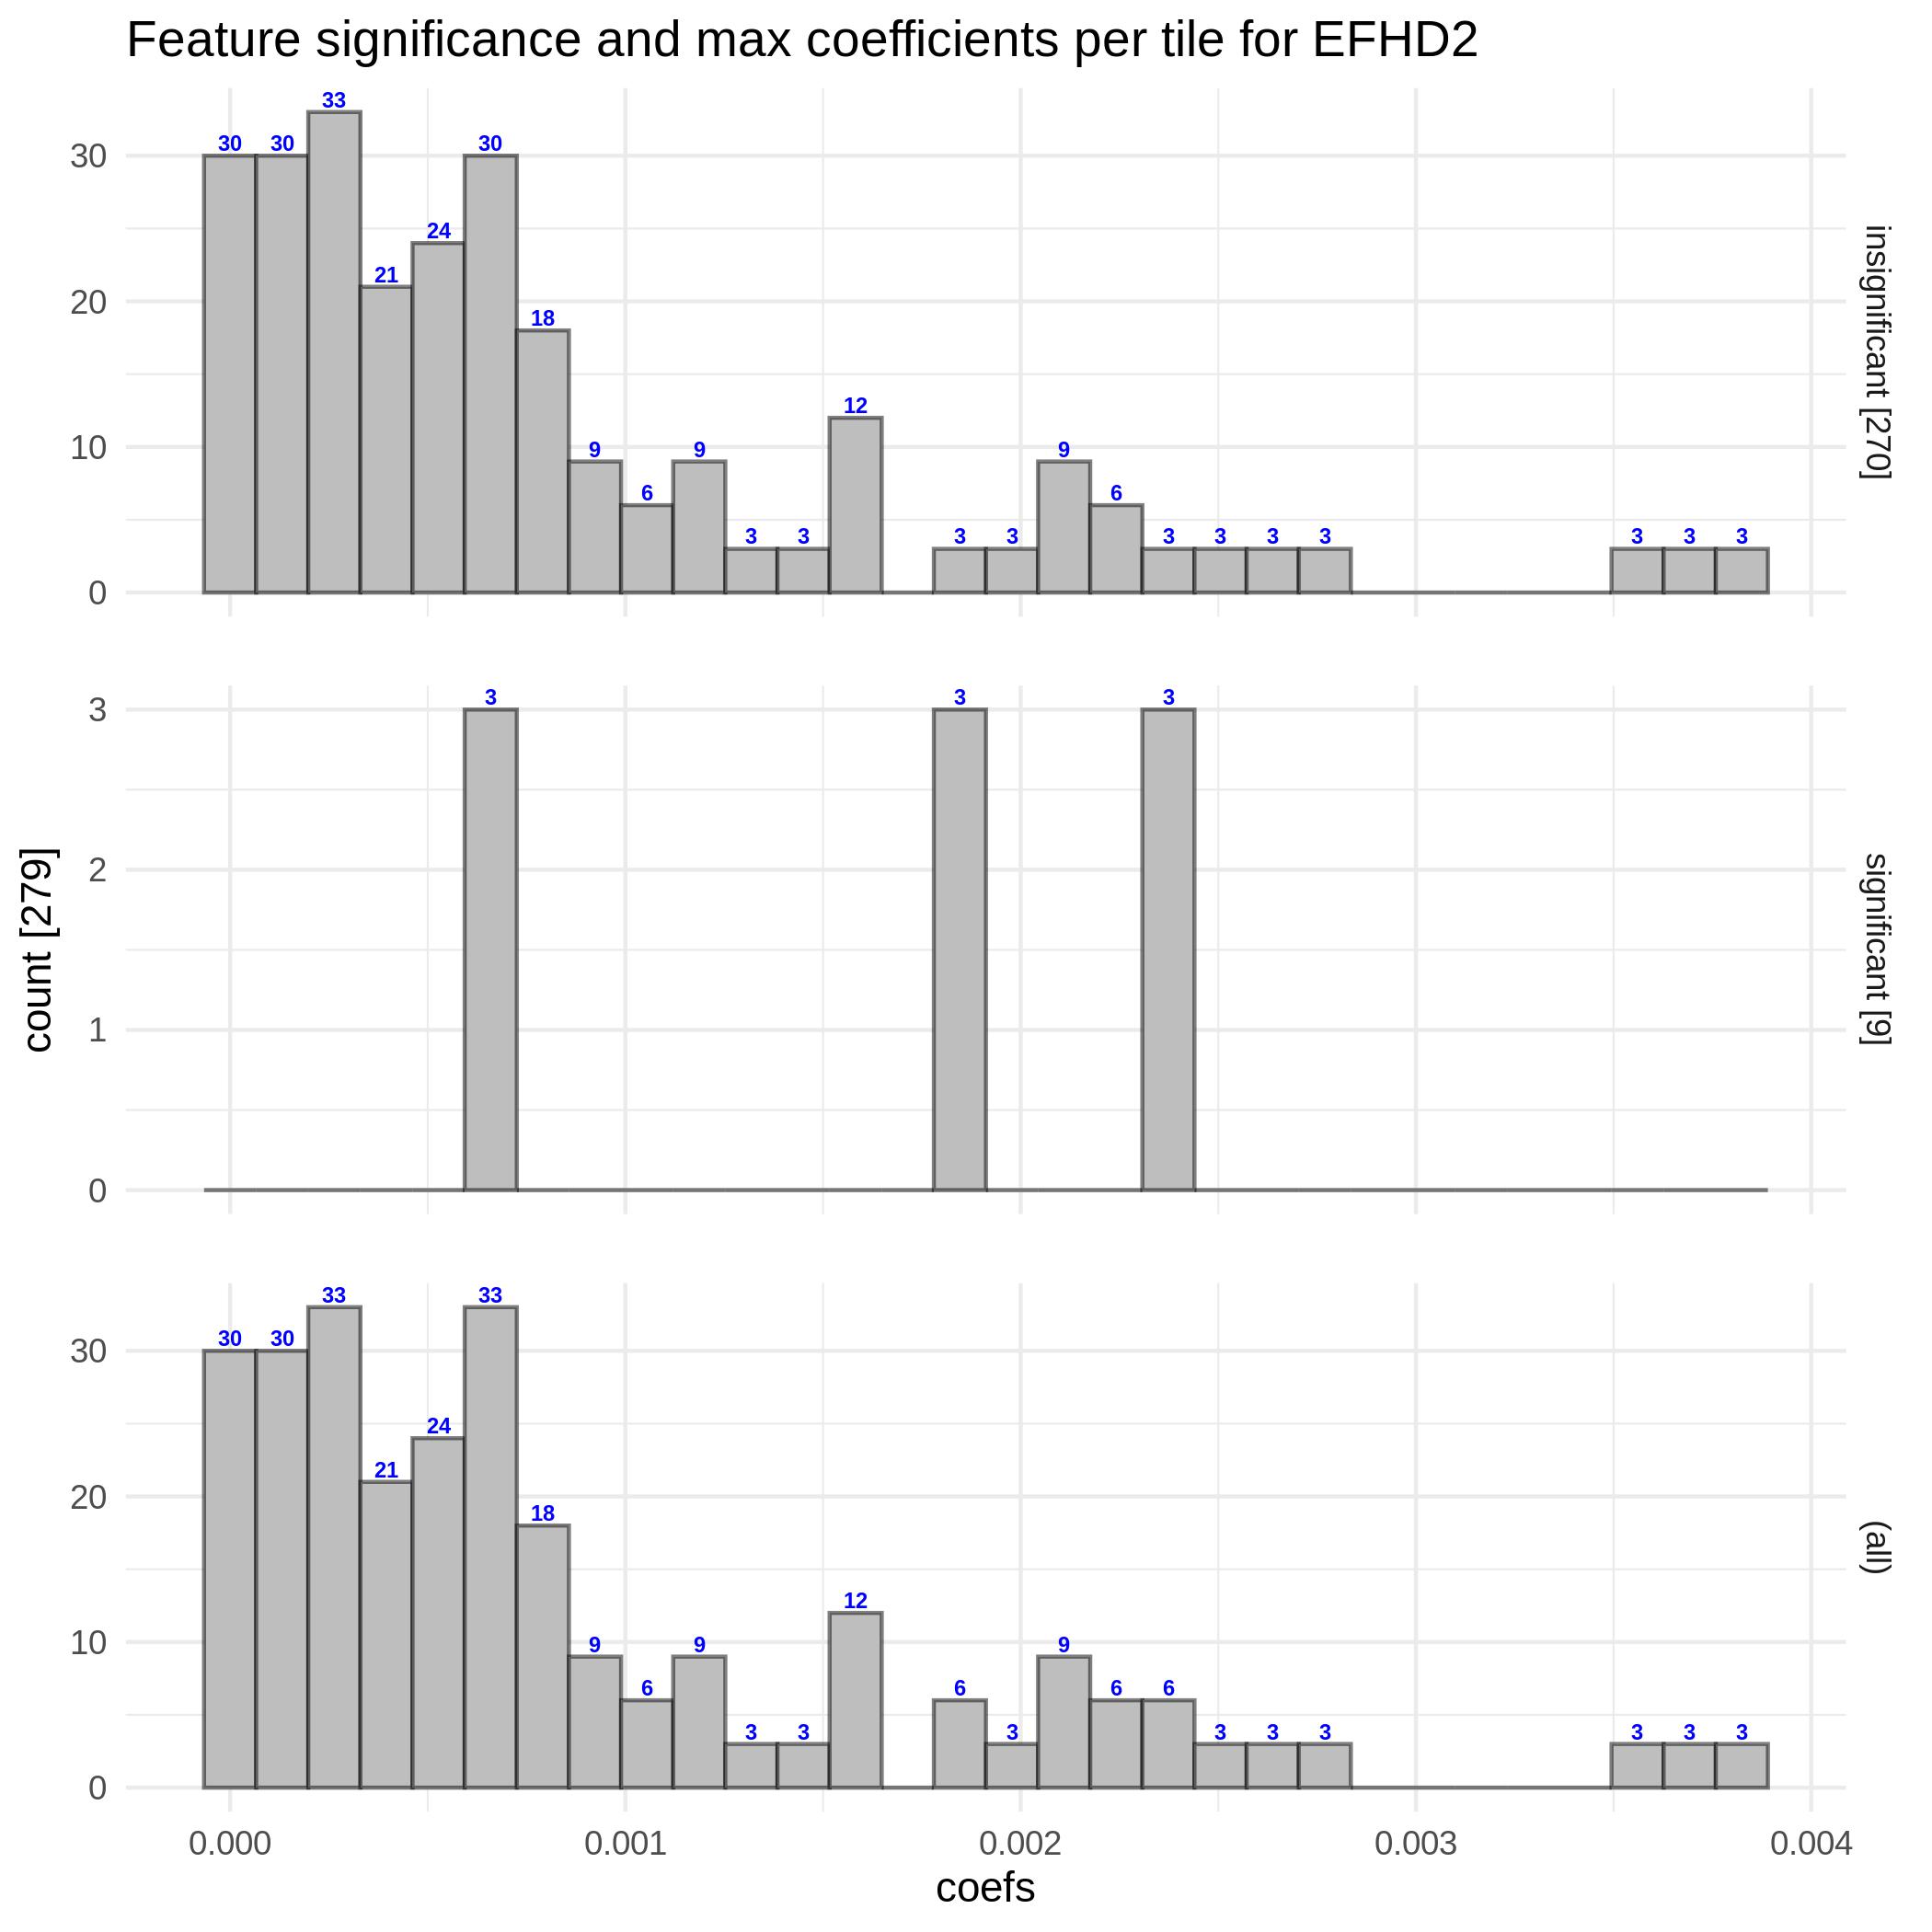 Feature significance and max coefficients per tile for EFHD2
33
30 30 30
24
21
18
12
9 9 9
6 6
3 3 3 3 3 3 3 3 3 3 3
30
20
10
0
insignificant [270]
3 3 3
3
2
1
0
significant [9]
count [279]
33 33
30 30
24
21
18
12
9 9 9
6 6 6 6
3 3 3 3 3 3 3 3 3
30
20
10
0
(all)
0.000 0.001 0.002 0.003 0.004
coefs